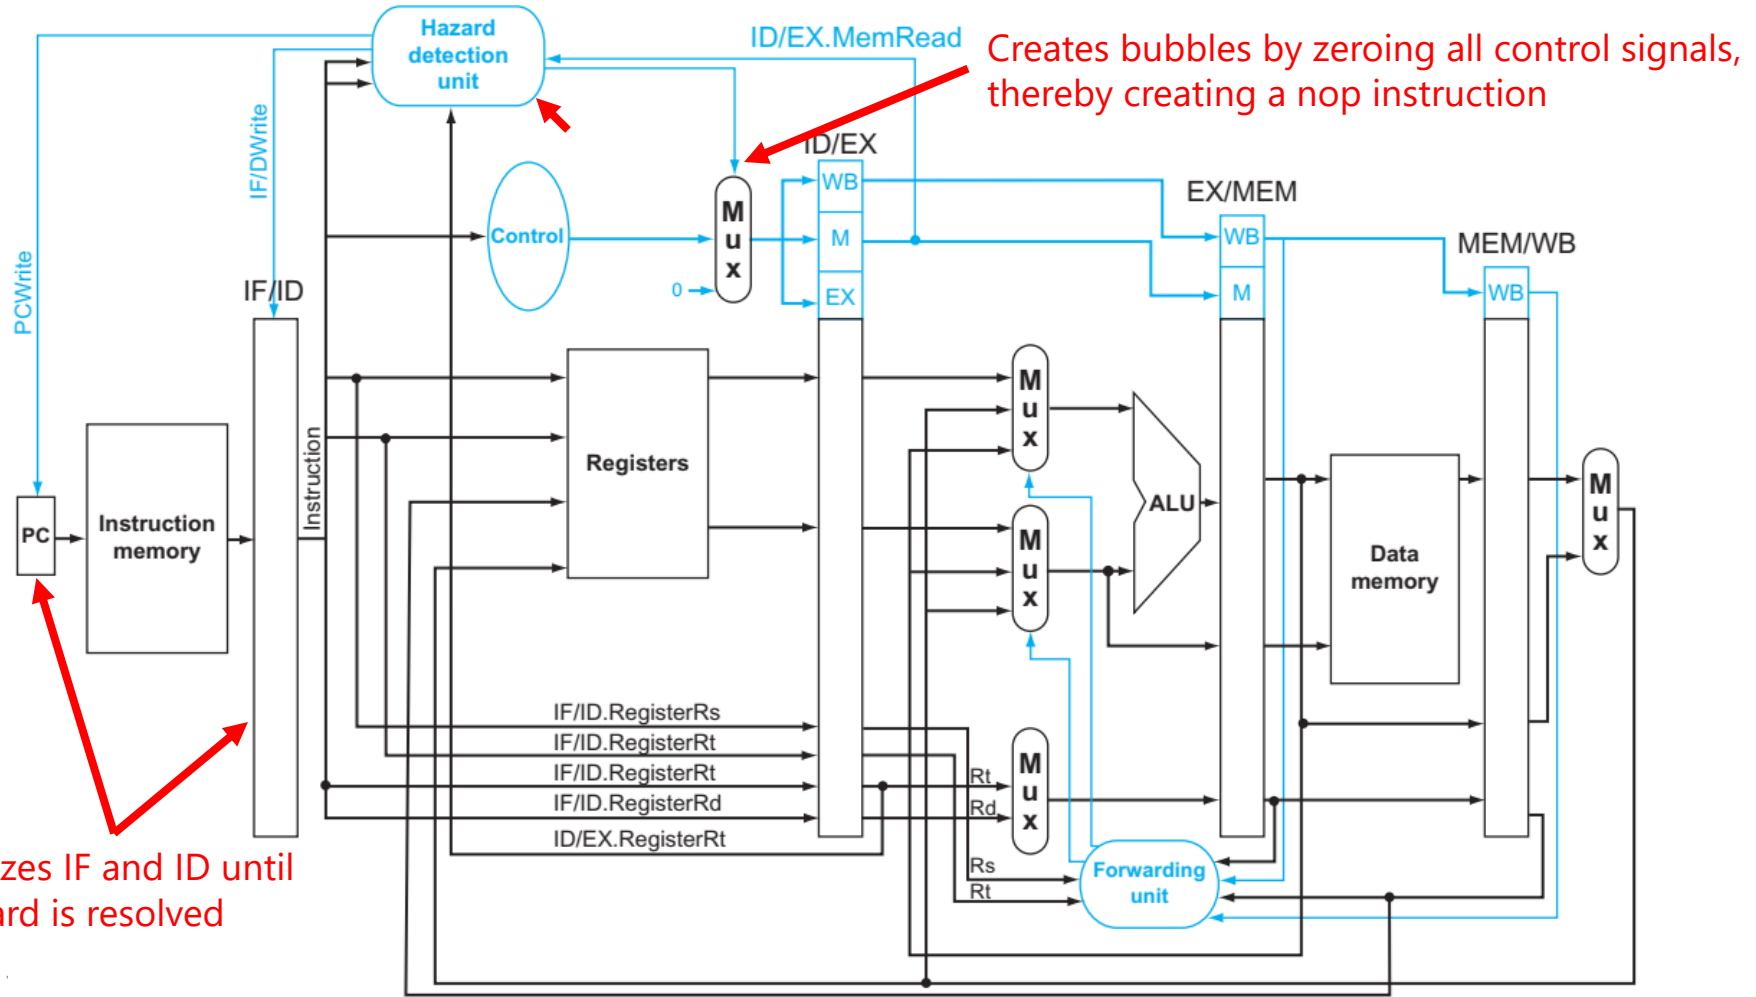 Hazard
detection
unit
ID/EX.MemRead
Creates bubbles by zeroing all control signals,
thereby creating a nop instruction
IF/DWrite
PCWrite
ID/EX
WB
M
EX
EX/MEM
WB
M
MEM/WB
WB
Control
0
M
u
x
IF/ID
Instruction
Registers
M
u
x
M
u
x
ALU
PC
Instruction
memory
Data
memory
M
u
x
IF/ID.RegisterRs
IF/ID.RegisterRt
IF/ID.RegisterRt
IF/ID.RegisterRd
ID/EX.RegisterRt
Rt
Rd
M
u
x
Rs
Rt
Forwarding
unit
zes IF and ID until
ard is resolved